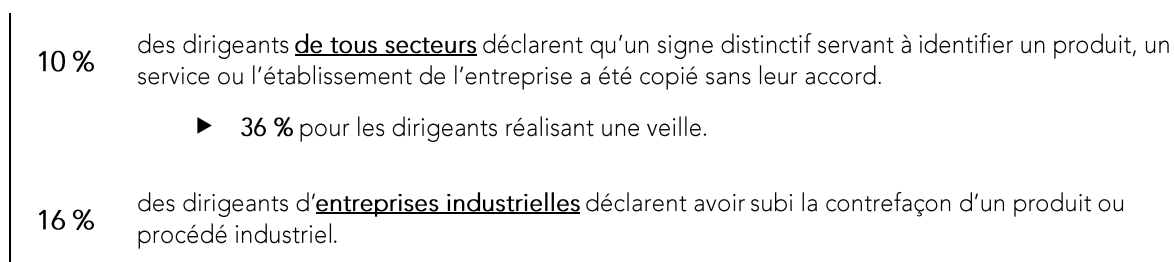 10 % des dirigeants de tous secteurs déclarent qu’un signe distinctif servant à identifier un produit, un
service ou l’établissement de l’entreprise a été copié sans leur accord.
► 36 % pour les dirigeants réalisant une veille.
16 % des dirigeants d’entreprises industrielles déclarent avoir subi la contrefaçon d’un produit ou
procédé industriel.